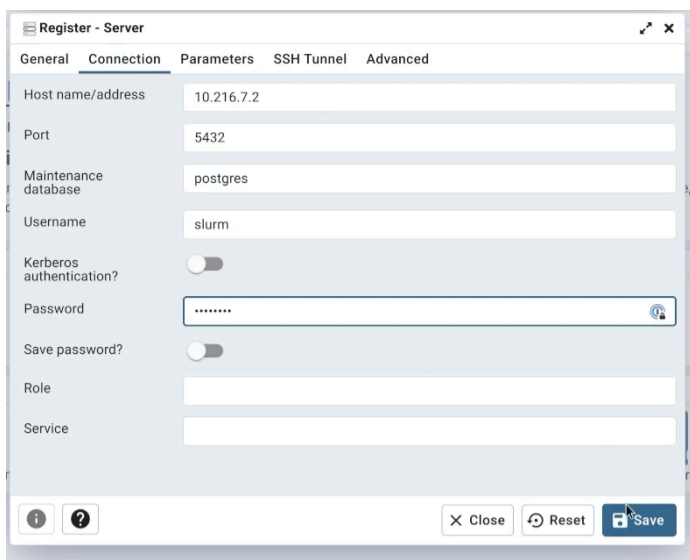 Register - Server
General Connection Parameters SSH Tunnel Advanced
Host name/address
10.216.7.2
Port
5432
Maintenance
database
postgres
Username
slurm
Kerberos
authentication?
Password
••••••••
Save password?
Role
Service
Close Reset Save